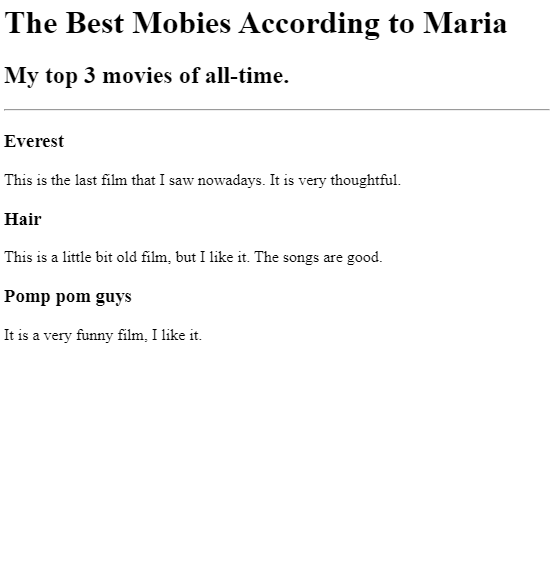 The Best Mobies According to Maria
My top 3 movies of all-time.
Everest
This is the last film that I saw nowadays. It is very thoughtful.
Hair
This is a little bit old film, but I like it. The songs are good.
Pomp pom guys
It is a very funny film, I like it.